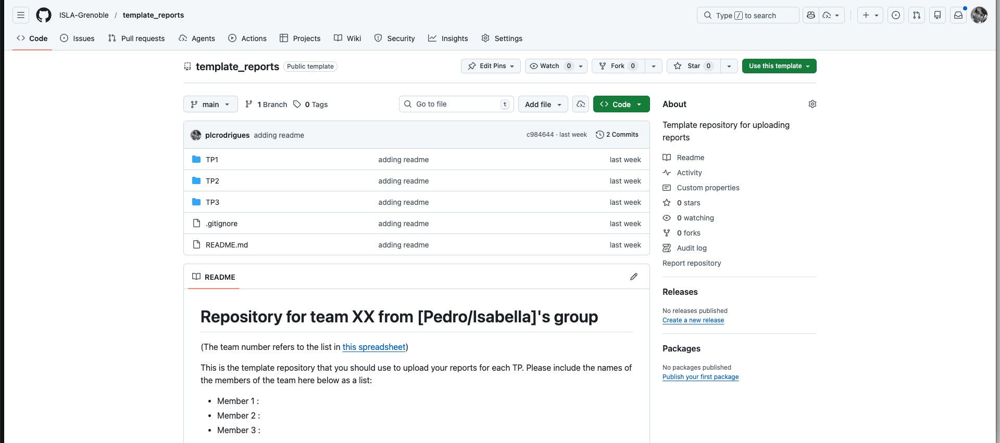 ISLA-Grenoble / template_reports
Type / to search
Code
Issues
Pull requests
Agents
Actions
Projects
Wiki
Security
Insights
Settings
template_reports Public template
Edit Pins
Watch 0
Fork 0
Star 0
Use this template
main
1 Branch
0 Tags
Go to file t
Add file
Code
plcrodrigues adding readme c984644 · last week 2 Commits
TP1 adding readme last week
TP2 adding readme last week
TP3 adding readme last week
.gitignore adding readme last week
README.md adding readme last week
README
Repository for team XX from [Pedro/Isabella]'s group
(The team number refers to the list in this spreadsheet)
This is the template repository that you should use to upload your reports for each TP. Please include the names of
the members of the team here below as a list:
• Member 1 :
• Member 2 :
• Member 3 :
About
Template repository for uploading
reports
Readme
Activity
Custom properties
0 stars
0 watching
0 forks
Audit log
Report repository
Releases
No releases published
Create a new release
Packages
No packages published
Publish your first package